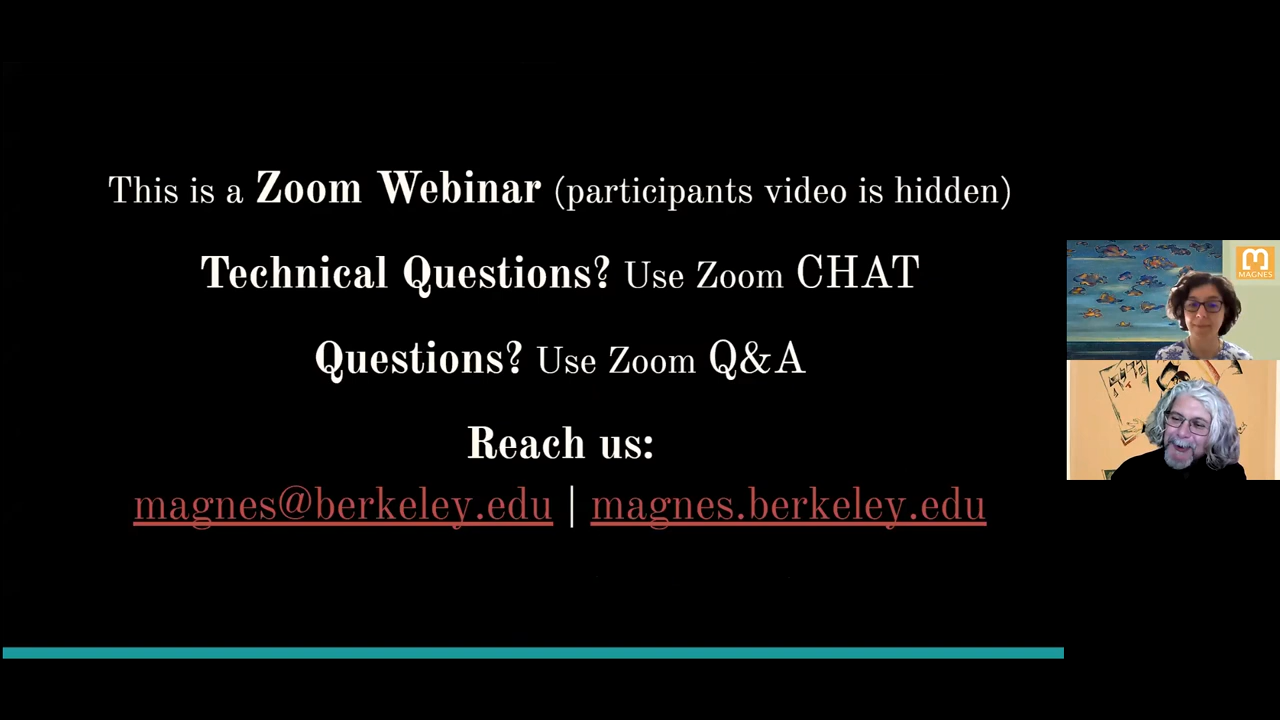 This is a Zoom Webinar (participants video is hidden)
Technical Questions? Use Zoom CHAT
Questions? Use Zoom Q&A
Reach us:
magnes@berkeley.edu | magnes.berkeley.edu
MAGNES